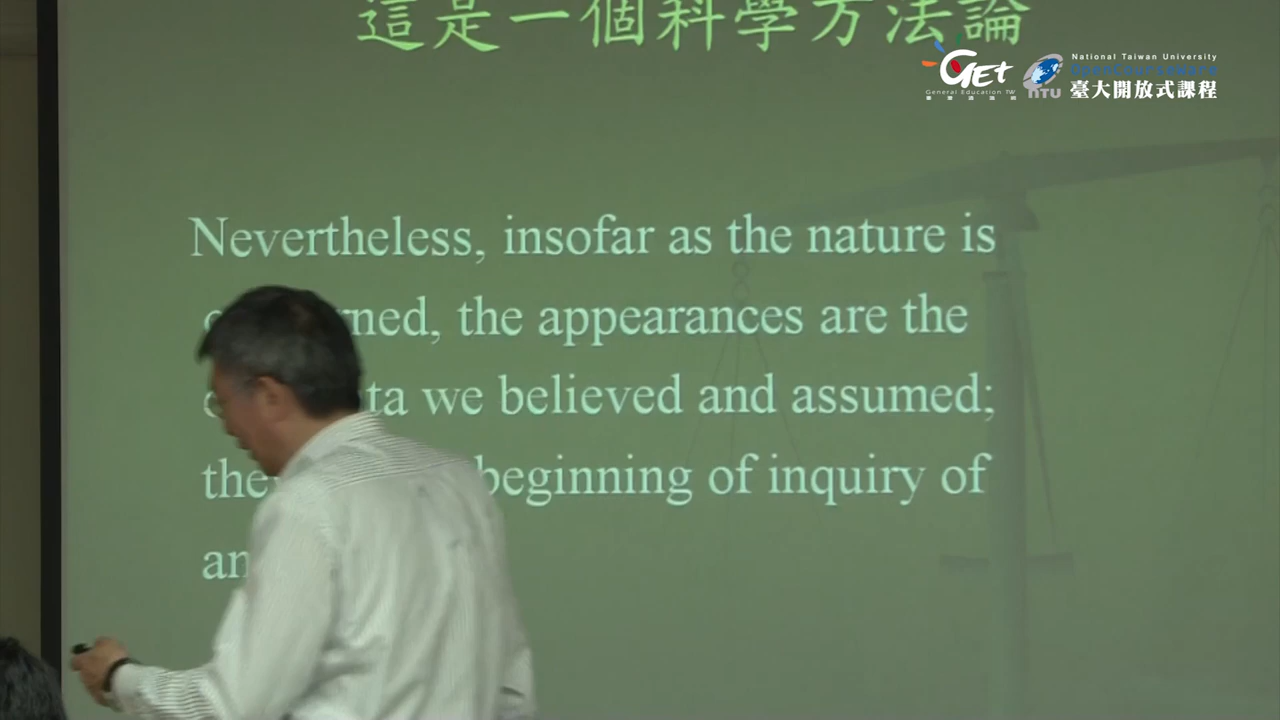 這是一個科學方法論
GET
General Education TW
National Taiwan University
OpenCourseWare
NTU
臺大開放式課程
Nevertheless, insofar as the nature is
the appearances are the
we believed and assumed;
beginning of inquiry of